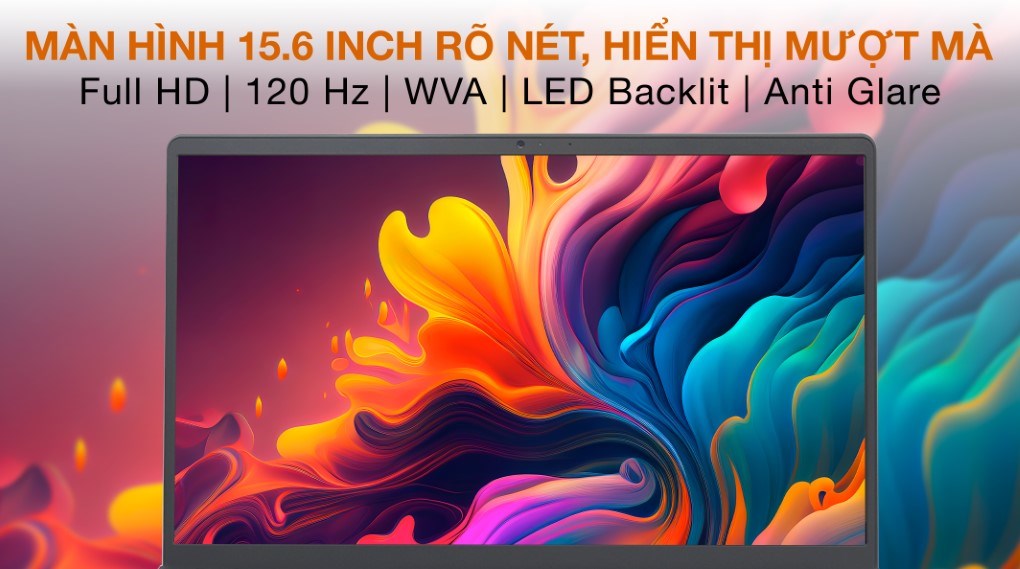 MÀN HÌNH 15.6 INCH RÕ NÉT, HIỂN THỊ MƯỢT MÀ
Full HD | 120 Hz | WVA | LED Backlit | Anti Glare